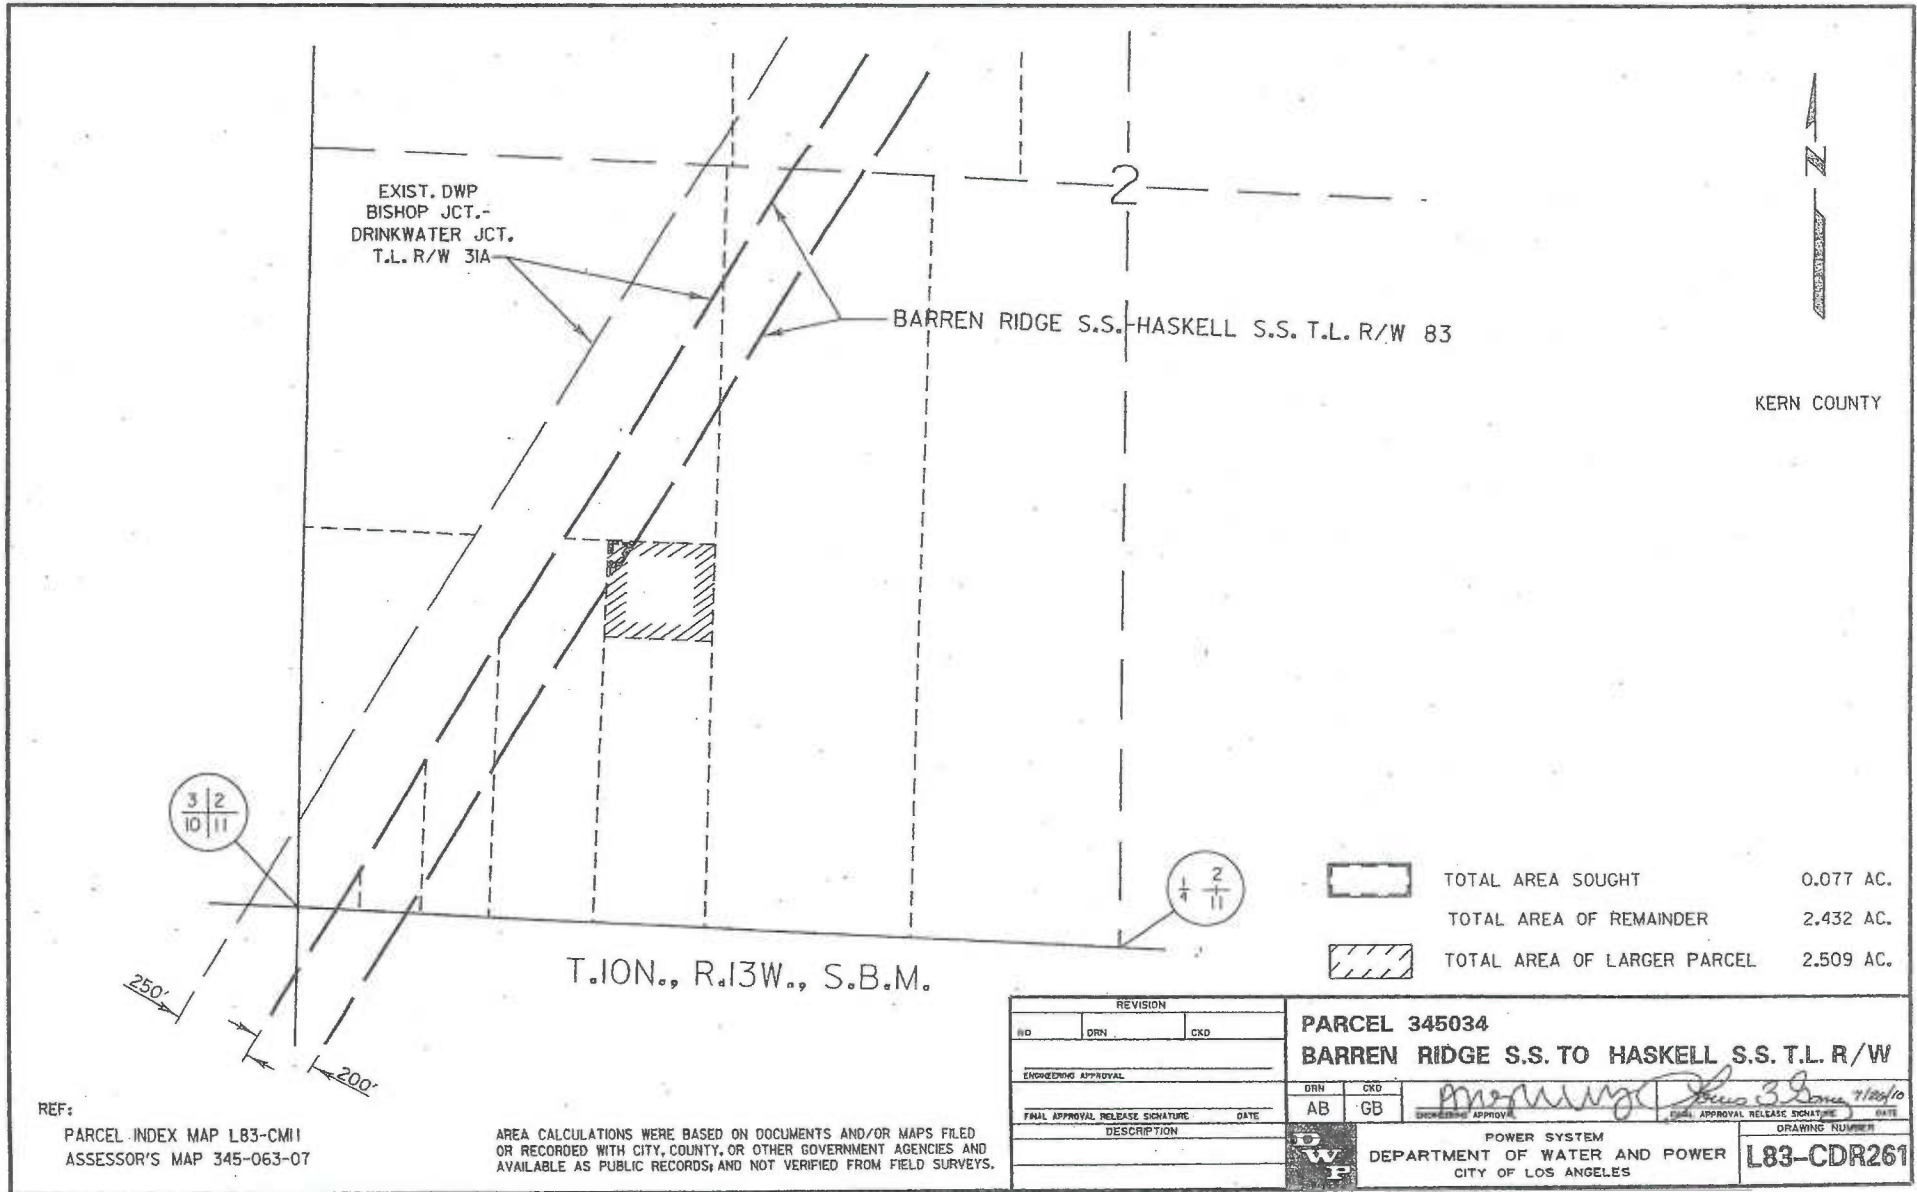 EXIST. DWP
BISHOP JCT.-
DRINKWATER JCT.
T.L. R/W 31A
2
N
BARREN RIDGE S.S.-HASKELL S.S. T.L. R/W 83
KERN COUNTY
3 2
10 11
1/4 2/11
TOTAL AREA SOUGHT 0.077 AC.
TOTAL AREA OF REMAINDER 2.432 AC.
TOTAL AREA OF LARGER PARCEL 2.509 AC.
T.10N., R.13W., S.B.M.
250'
200'
REF:
PARCEL INDEX MAP L83-CM11
ASSESSOR'S MAP 345-063-07
AREA CALCULATIONS WERE BASED ON DOCUMENTS AND/OR MAPS FILED
OR RECORDED WITH CITY, COUNTY, OR OTHER GOVERNMENT AGENCIES AND
AVAILABLE AS PUBLIC RECORDS; AND NOT VERIFIED FROM FIELD SURVEYS.
REVISION
NO DRN CKD
ENGINEERING APPROVAL
FINAL APPROVAL RELEASE SIGNATURE DATE
DESCRIPTION
PARCEL 345034
BARREN RIDGE S.S. TO HASKELL S.S. T.L. R/W
DRN CKD
AB GB
ENGINEERING APPROVAL
FINAL APPROVAL RELEASE SIGNATURE DATE
DWP
POWER SYSTEM
DEPARTMENT OF WATER AND POWER
CITY OF LOS ANGELES
DRAWING NUMBER
L83-CDR261